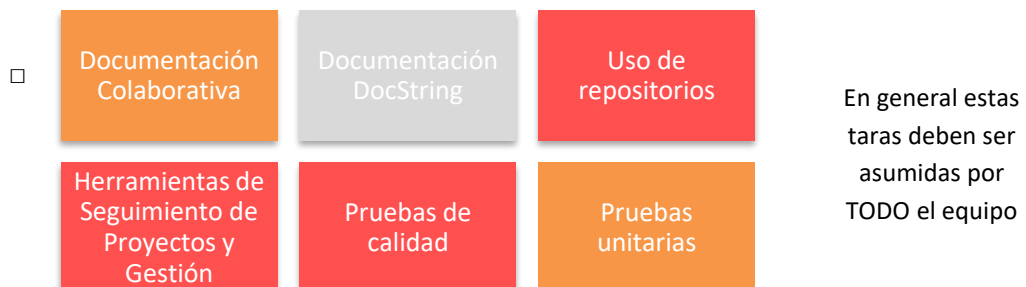 Documentación
Colaborativa
Documentación
DocString
Uso de
repositorios
Herramientas de
Seguimiento de
Proyectos y
Gestión
Pruebas de
calidad
Pruebas
unitarias
En general estas
taras deben ser
asumidas por
TODO el equipo